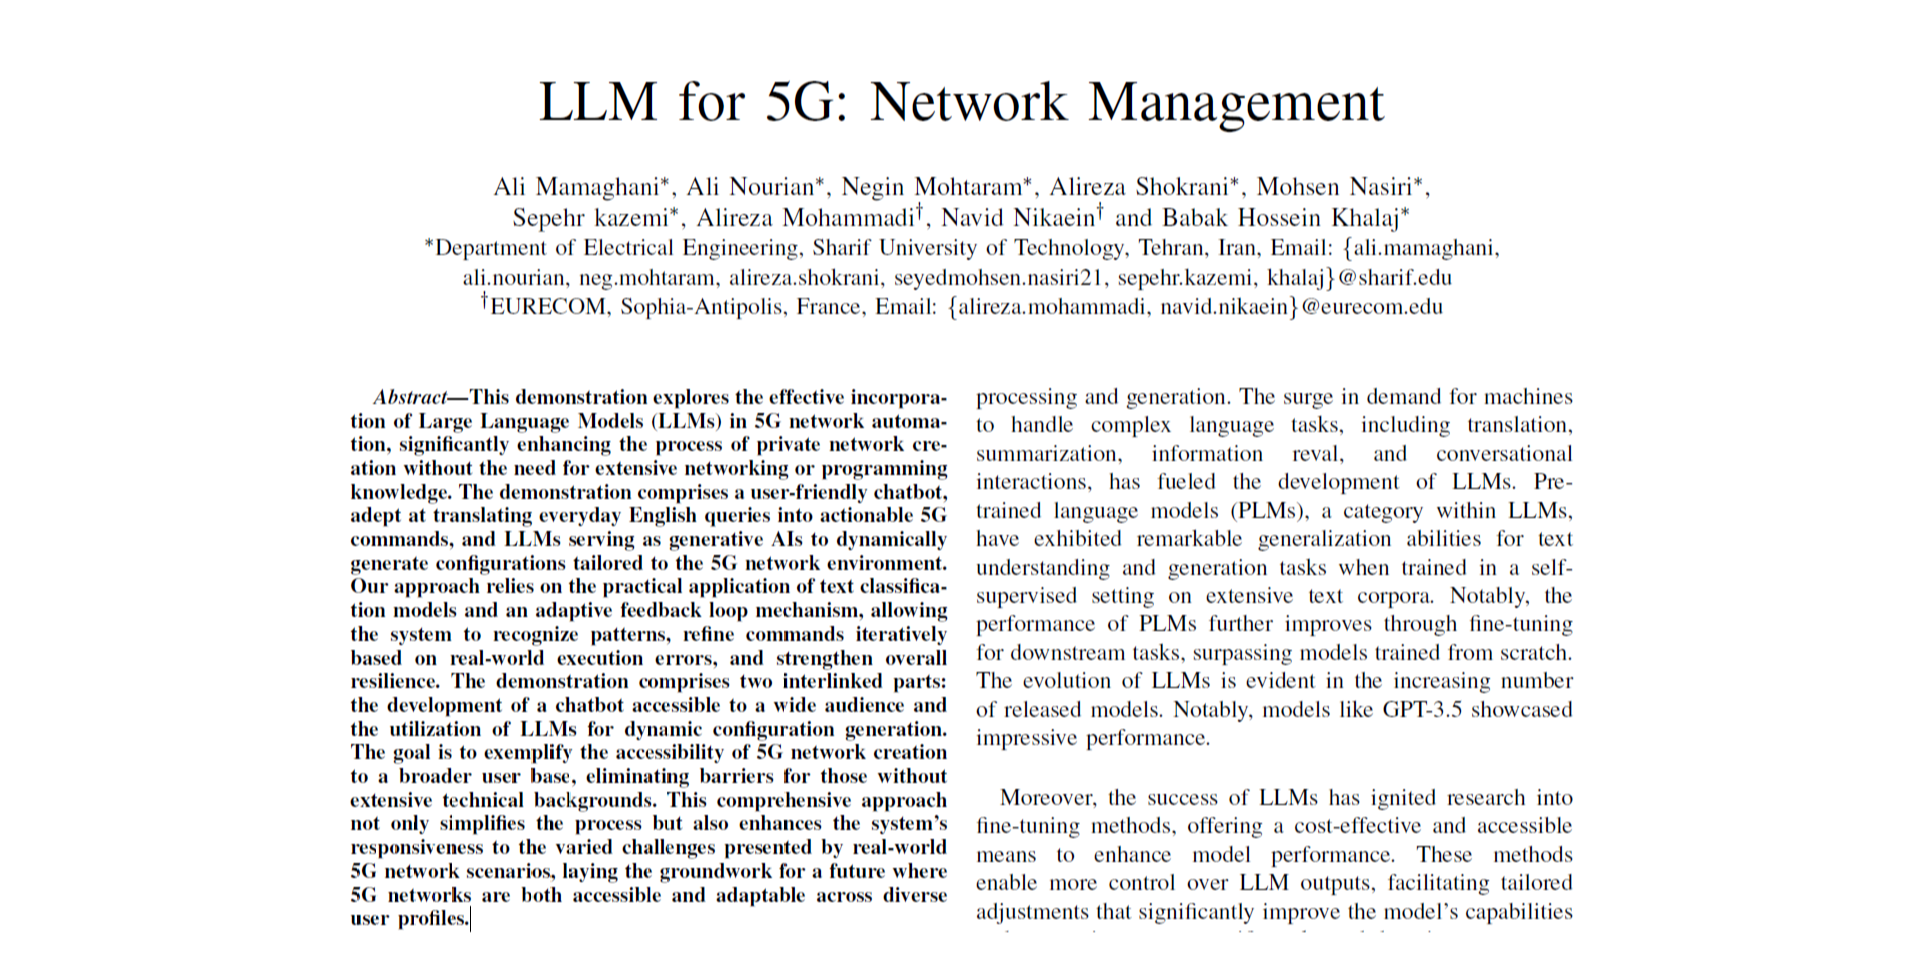 LLM for 5G: Network Management
Ali Mamaghani*, Ali Nourian*, Negin Mohtaram*, Alireza Shokrani*, Mohsen Nasiri*,
Sepehr kazemi*, Alireza Mohammadi†, Navid Nikaein† and Babak Hossein Khalaj*
*Department of Electrical Engineering, Sharif University of Technology, Tehran, Iran, Email: {ali.mamaghani,
ali.nourian, neg.mohtaram, alireza.shokrani, seyedmohsen.nasiri21, sepehr.kazemi, khalaj}@sharif.edu
†EURECOM, Sophia-Antipolis, France, Email: {alireza.mohammadi, navid.nikaein}@eurecom.edu
Abstract—This demonstration explores the effective incorpora-
tion of Large Language Models (LLMs) in 5G network automa-
tion, significantly enhancing the process of private network cre-
ation without the need for extensive networking or programming
knowledge. The demonstration comprises a user-friendly chatbot,
adept at translating everyday English queries into actionable 5G
commands, and LLMs serving as generative AIs to dynamically
generate configurations tailored to the 5G network environment.
Our approach relies on the practical application of text classifica-
tion models and an adaptive feedback loop mechanism, allowing
the system to recognize patterns, refine commands iteratively
based on real-world execution errors, and strengthen overall
resilience. The demonstration comprises two interlinked parts:
the development of a chatbot accessible to a wide audience and
the utilization of LLMs for dynamic configuration generation.
The goal is to exemplify the accessibility of 5G network creation
to a broader user base, eliminating barriers for those without
extensive technical backgrounds. This comprehensive approach
not only simplifies the process but also enhances the system's
responsiveness to the varied challenges presented by real-world
5G network scenarios, laying the groundwork for a future where
5G networks are both accessible and adaptable across diverse
user profiles.
processing and generation. The surge in demand for machines
to handle complex language tasks, including translation,
summarization, information reval, and conversational
interactions, has fueled the development of LLMs. Pre-
trained language models (PLMs), a category within LLMs,
have exhibited remarkable generalization abilities for text
understanding and generation tasks when trained in a self-
supervised setting on extensive text corpora. Notably, the
performance of PLMs further improves through fine-tuning
for downstream tasks, surpassing models trained from scratch.
The evolution of LLMs is evident in the increasing number
of released models. Notably, models like GPT-3.5 showcased
impressive performance.
Moreover, the success of LLMs has ignited research into
fine-tuning methods, offering a cost-effective and accessible
means to enhance model performance. These methods
enable more control over LLM outputs, facilitating tailored
adjustments that significantly improve the model's capabilities